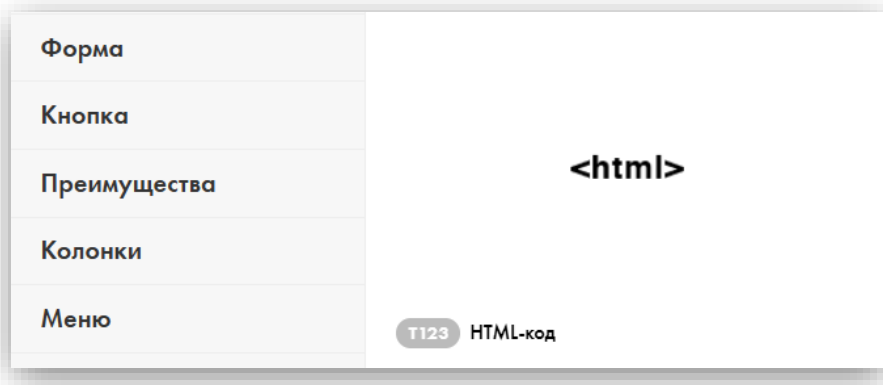 Форма
Кнопка
Преимущества
Колонки
Меню
<html>
T123 HTML-код